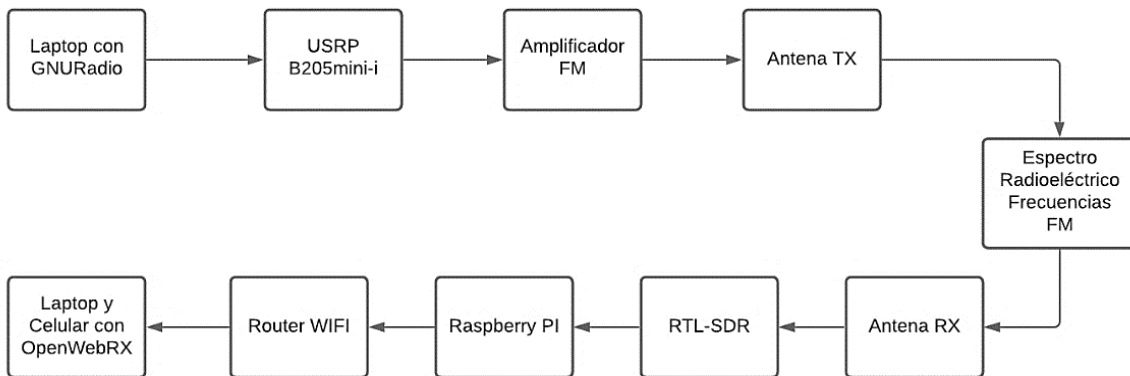 Laptop con
GNURadio
USRP
B205mini-i
Amplificador
FM
Antena TX
Espectro
Radioeléctrico
Frecuencias
FM
Antena RX
RTL-SDR
Raspberry PI
Router WIFI
Laptop y
Celular con
OpenWebRX